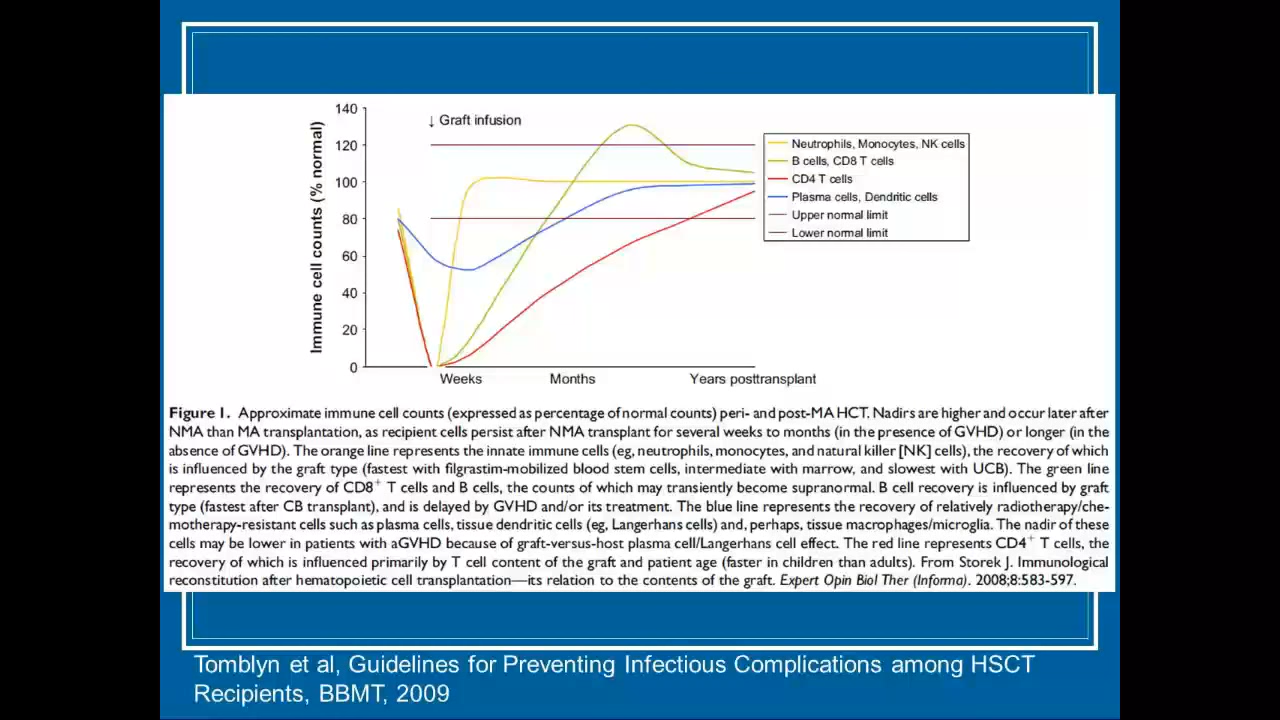 140
120
100
80
60
40
20
0
Immune cell counts (% normal)
↓ Graft infusion
Weeks
Months
Years posttransplant
Neutrophils, Monocytes, NK cells
B cells, CD8 T cells
CD4 T cells
Plasma cells, Dendritic cells
Upper normal limit
Lower normal limit
Figure 1. Approximate immune cell counts (expressed as percentage of normal counts) peri- and post-MA HCT. Nadirs are higher and occur later after
NMA than MA transplantation, as recipient cells persist after NMA transplant for several weeks to months (in the presence of GVHD) or longer (in the
absence of GVHD). The orange line represents the innate immune cells (eg, neutrophils, monocytes, and natural killer [NK] cells), the recovery of which
is influenced by the graft type (fastest with filgrastim-mobilized blood stem cells, intermediate with marrow, and slowest with UCB). The green line
represents the recovery of CD8+ T cells and B cells, the counts of which may transiently become supranormal. B cell recovery is influenced by graft
type (fastest after CB transplant), and is delayed by GVHD and/or its treatment. The blue line represents the recovery of relatively radiotherapy/che-
motherapy-resistant cells such as plasma cells, tissue dendritic cells (eg, Langerhans cells) and, perhaps, tissue macrophages/microglia. The nadir of these
cells may be lower in patients with aGVHD because of graft-versus-host plasma cell/Langerhans cell effect. The red line represents CD4+ T cells, the
recovery of which is influenced primarily by T cell content of the graft and patient age (faster in children than adults). From Storek J. Immunological
reconstitution after hematopoietic cell transplantation—its relation to the contents of the graft. Expert Opin Biol Ther (Informa). 2008;8:583-597.
Tomblyn et al, Guidelines for Preventing Infectious Complications among HSCT
Recipients, BBMT, 2009